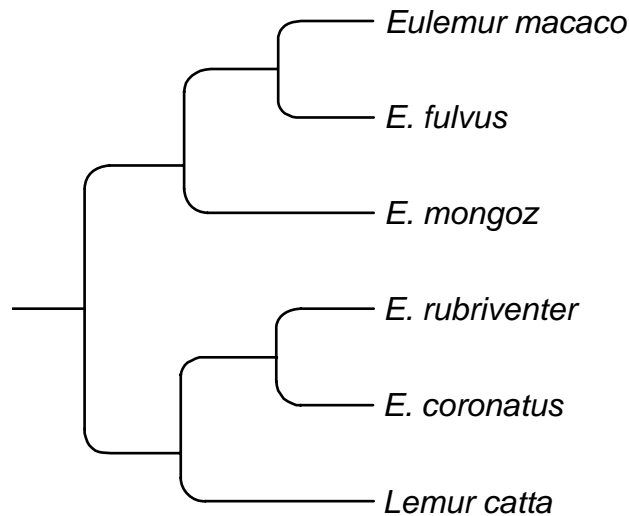 Eulemur macaco
E. fulvus
E. mongoz
E. rubriventer
E. coronatus
Lemur catta